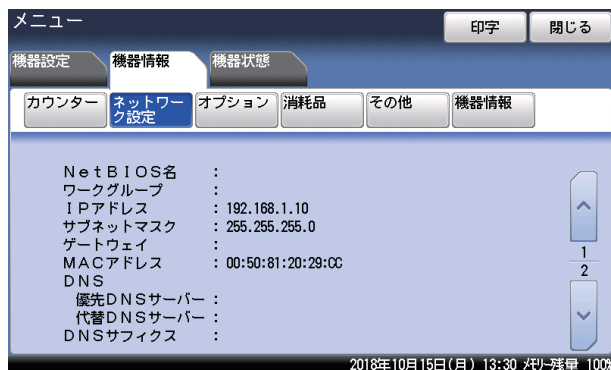 メニュー
印字 閉じる
機器設定 機器情報 機器状態
カウンター ネットワーク設定 オプション 消耗品 その他 機器情報
NetBIOS名 :
ワークグループ :
IPアドレス : 192.168.1.10
サブネットマスク : 255.255.255.0
ゲートウェイ :
MACアドレス : 00:50:81:20:29:CC
DNS
優先DNSサーバー :
代替DNSサーバー :
DNSサフィクス :
1
2
2018年10月15日(月) 13:30 メモリー残量 100%